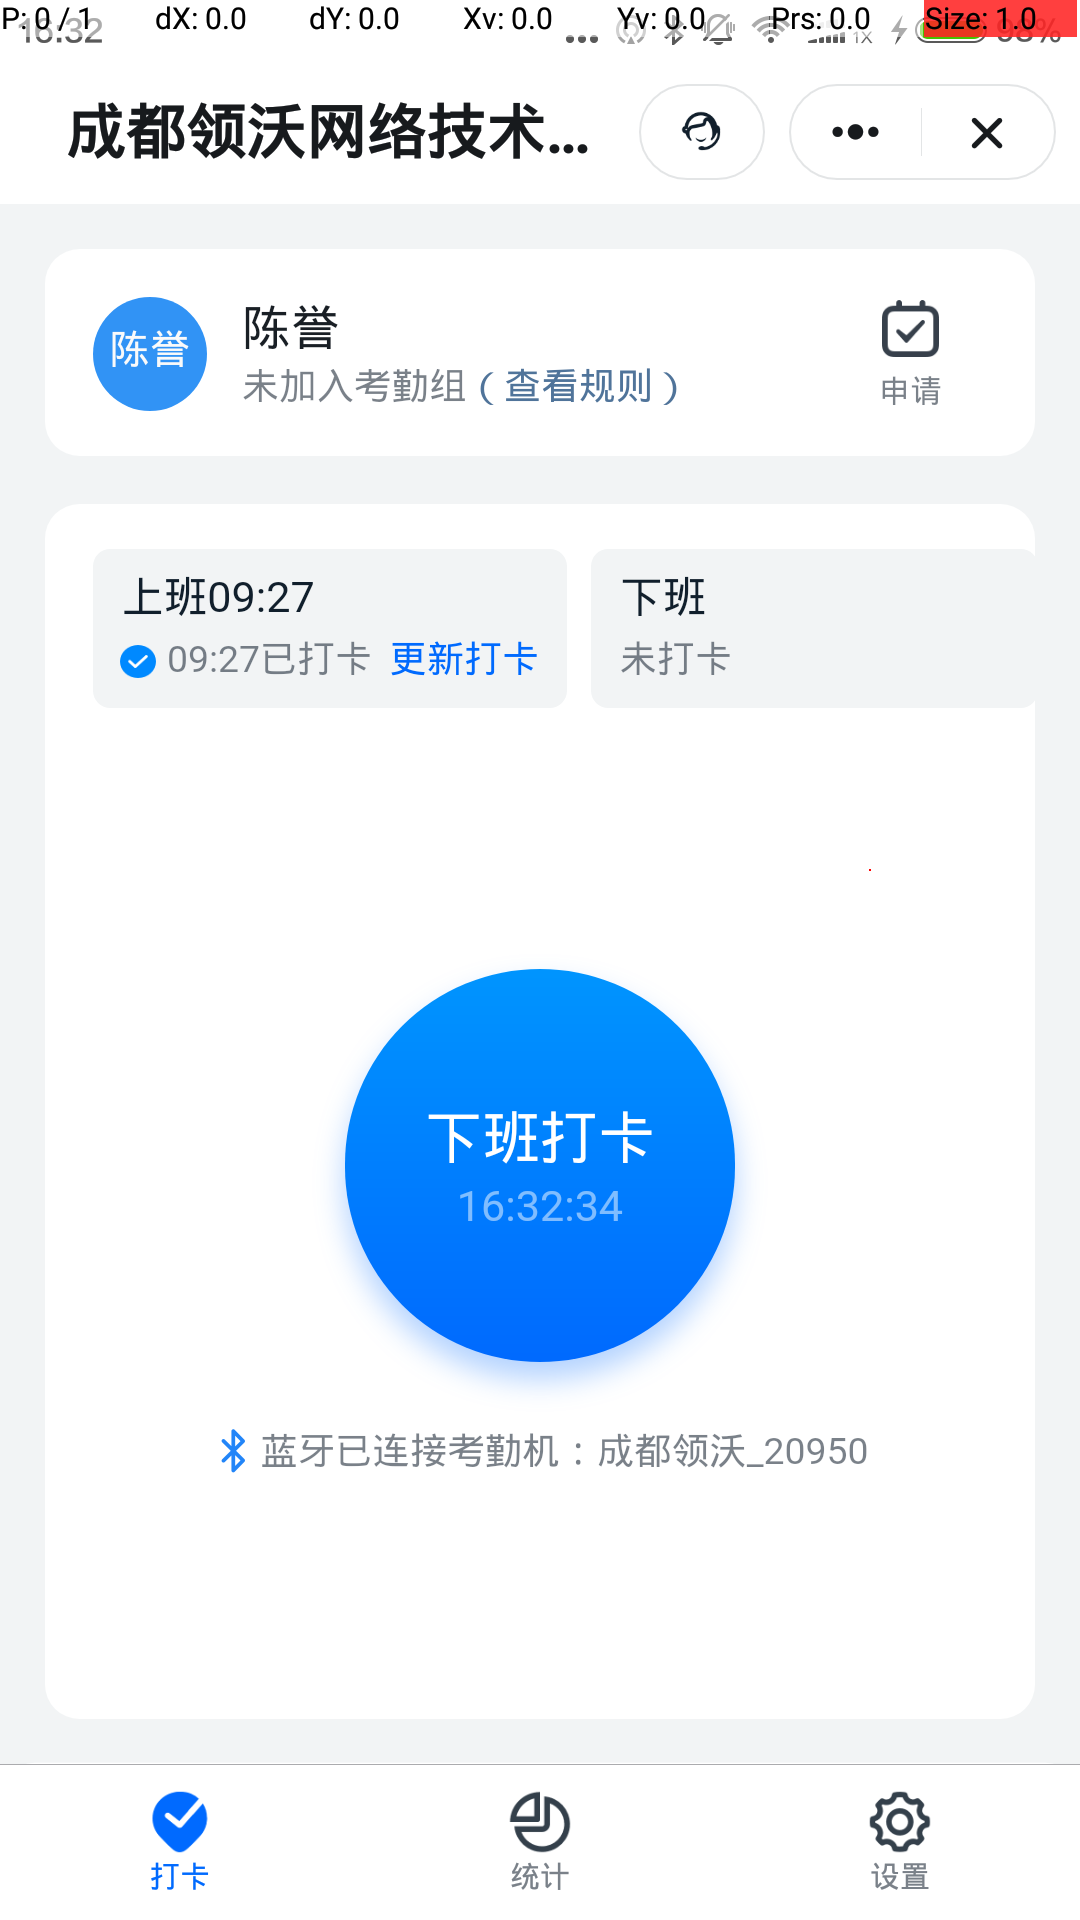 P: 0 / 1 dX: 0.0 dY: 0.0 Xv: 0.0 Yv: 0.0 Prs: 0.0 Size: 1.0
16:32 1X 98%
成都领沃网络技术...
陈誉
陈誉
未加入考勤组（查看规则）
申请
上班09:27
09:27已打卡 更新打卡
下班
未打卡
下班打卡
16:32:34
蓝牙已连接考勤机：成都领沃_20950
打卡
统计
设置